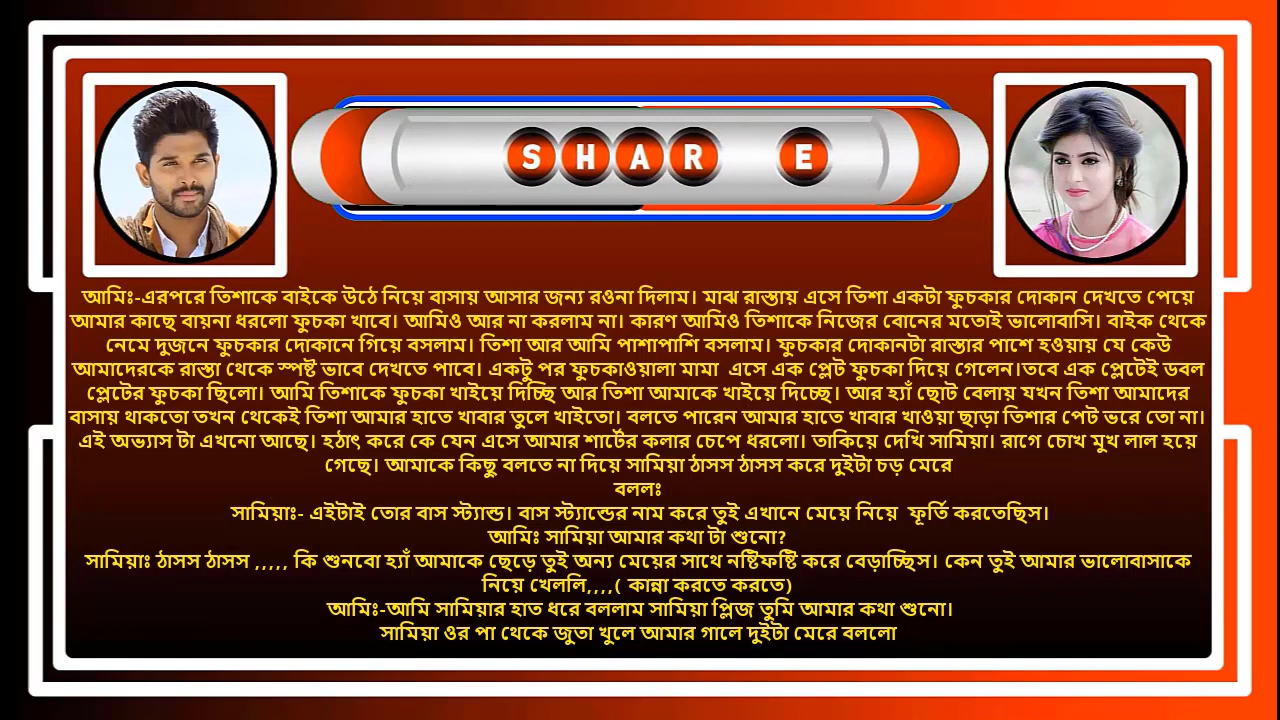 SHARE
আমিঃ-এরপরে তিশাকে বাইকে উঠে নিয়ে বাসায় আসার জন্য রওনা দিলাম। মাঝ রাস্তায় এসে তিশা একটা ফুচকার দোকান দেখতে পেয়ে
আমার কাছে বায়না ধরলো ফুচকা খাবে। আমিও আর না করলাম না। কারণ আমিও তিশাকে নিজের বোনের মতোই ভালোবাসি। বাইক থেকে
নেমে দুজনে ফুচকার দোকানে গিয়ে বসলাম। তিশা আর আমি পাশাপাশি বসলাম। ফুচকার দোকানটা রাস্তার পাশে হওয়ায় যে কেউ
আমাদেরকে রাস্তা থেকে স্পষ্ট ভাবে দেখতে পাবে। একটু পর ফুচকাওয়ালা মামা এসে এক প্লেট ফুচকা দিয়ে গেলেন।তবে এক প্লেটেই ডবল
প্লেটের ফুচকা ছিলো। আমি তিশাকে ফুচকা খাইয়ে দিচ্ছি আর তিশা আমাকে খাইয়ে দিচ্ছে। আর হ্যাঁ ছোট বেলায় যখন তিশা আমাদের
বাসায় থাকতো তখন থেকেই তিশা আমার হাতে খাবার তুলে খাইতো। বলতে পারেন আমার হাতে খাবার খাওয়া ছাড়া তিশার পেট ভরে তো না।
এই অভ্যাস টা এখনো আছে। হঠাৎ করে কে যেন এসে আমার শার্টের কলার চেপে ধরলো। তাকিয়ে দেখি সামিয়া। রাগে চোখ মুখ লাল হয়ে
গেছে। আমাকে কিছু বলতে না দিয়ে সামিয়া ঠাসস ঠাসস করে দুইটা চড় মেরে
বললঃ
সামিয়াঃ- এইটাই তোর বাস স্ট্যান্ড। বাস স্ট্যান্ডের নাম করে তুই এখানে মেয়ে নিয়ে ফূর্তি করতেছিস।
আমিঃ সামিয়া আমার কথা টা শুনো?
সামিয়াঃ ঠাসস ঠাসস ,,,,, কি শুনবো হ্যাঁ আমাকে ছেড়ে তুই অন্য মেয়ের সাথে নষ্টিফষ্টি করে বেড়াচ্ছিস। কেন তুই আমার ভালোবাসাকে
নিয়ে খেললি,,,,( কান্না করতে করতে)
আমিঃ-আমি সামিয়ার হাত ধরে বললাম সামিয়া প্লিজ তুমি আমার কথা শুনো।
সামিয়া ওর পা থেকে জুতা খুলে আমার গালে দুইটা মেরে বললো